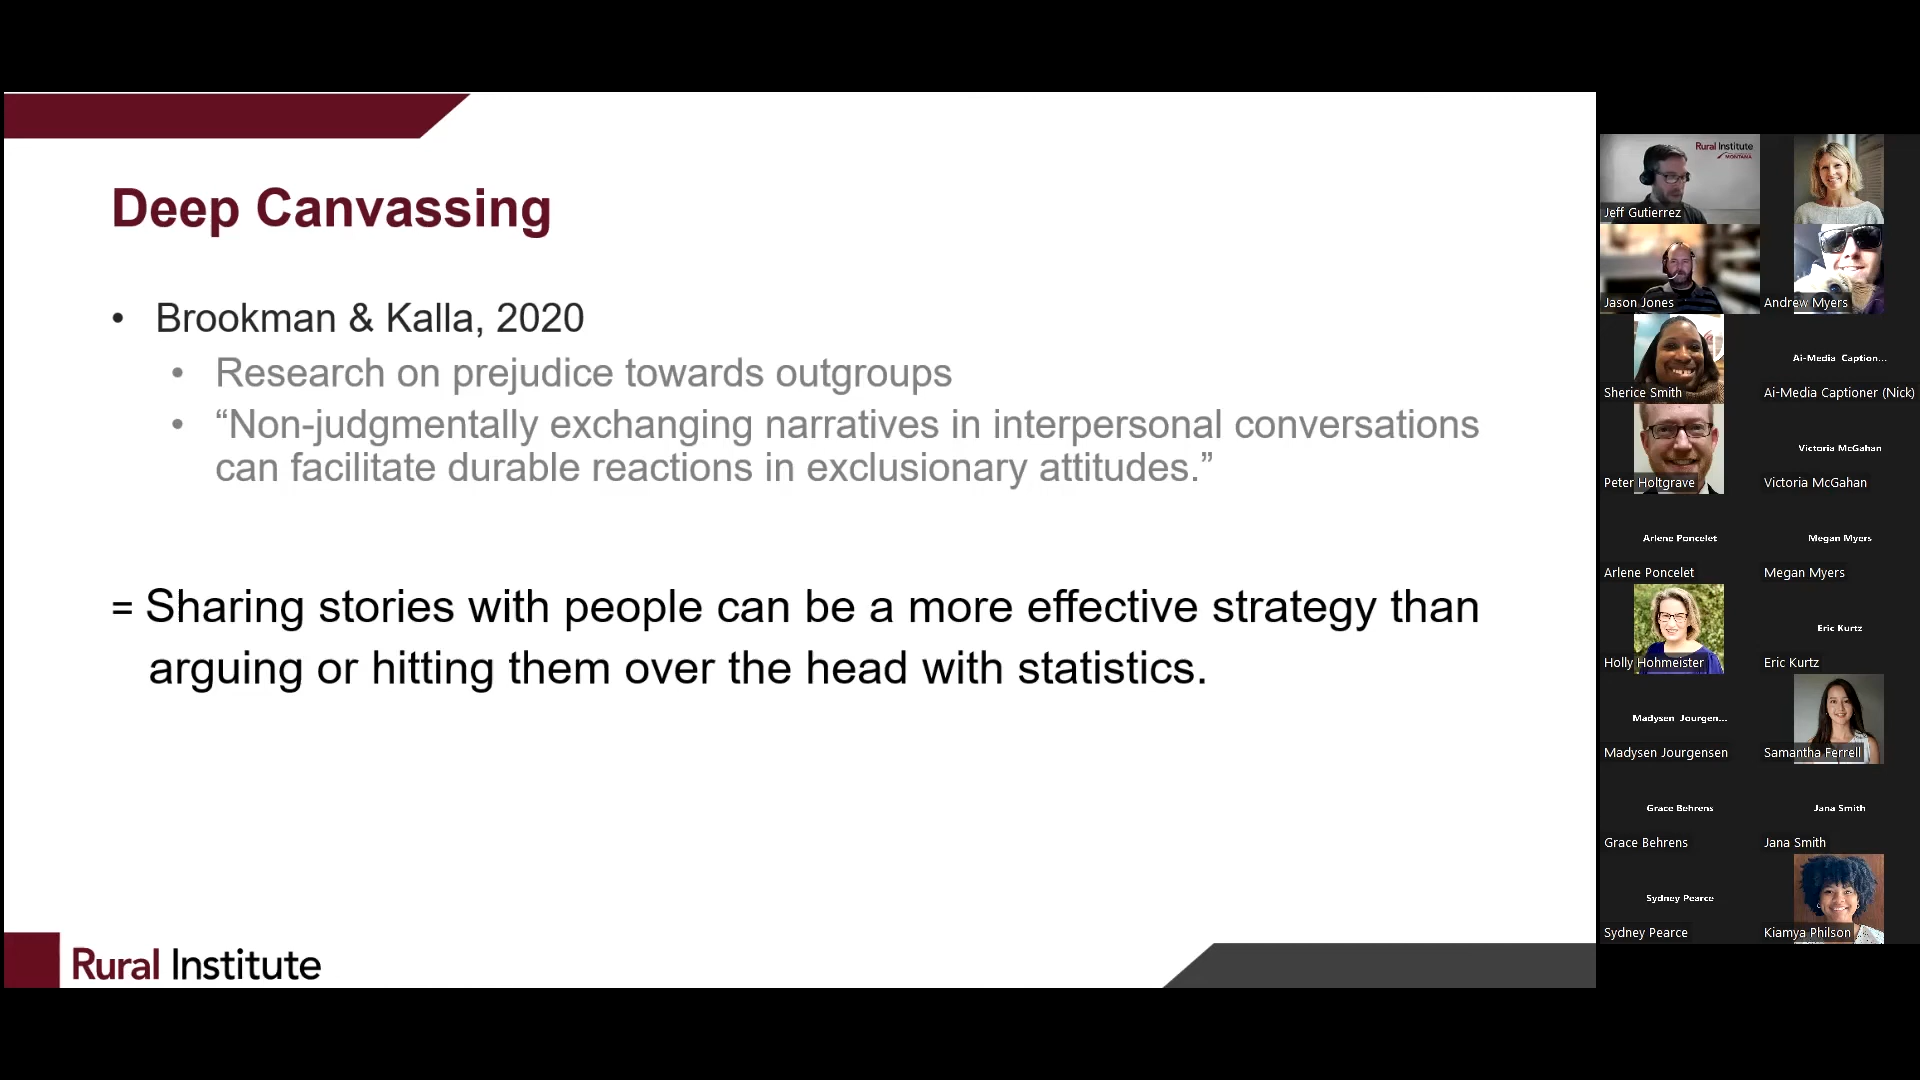 Deep Canvassing
• Brookman & Kalla, 2020
• Research on prejudice towards outgroups
• “Non-judgmentally exchanging narratives in interpersonal conversations
can facilitate durable reactions in exclusionary attitudes.”
= Sharing stories with people can be a more effective strategy than
arguing or hitting them over the head with statistics.
Rural Institute
Rural Institute
MONTANA
Jeff Gutierrez
Jason Jones
Andrew Myers
Sherice Smith
Ai-Media Caption...
Ai-Media Captioner (Nick)
Peter Holtgrave
Victoria McGahan
Victoria McGahan
Arlene Poncelet
Arlene Poncelet
Megan Myers
Megan Myers
Holly Hohmeister
Eric Kurtz
Eric Kurtz
Madysen Jourgen...
Madysen Jourgensen
Samantha Ferrell
Grace Behrens
Grace Behrens
Jana Smith
Jana Smith
Sydney Pearce
Sydney Pearce
Kiamya Philson